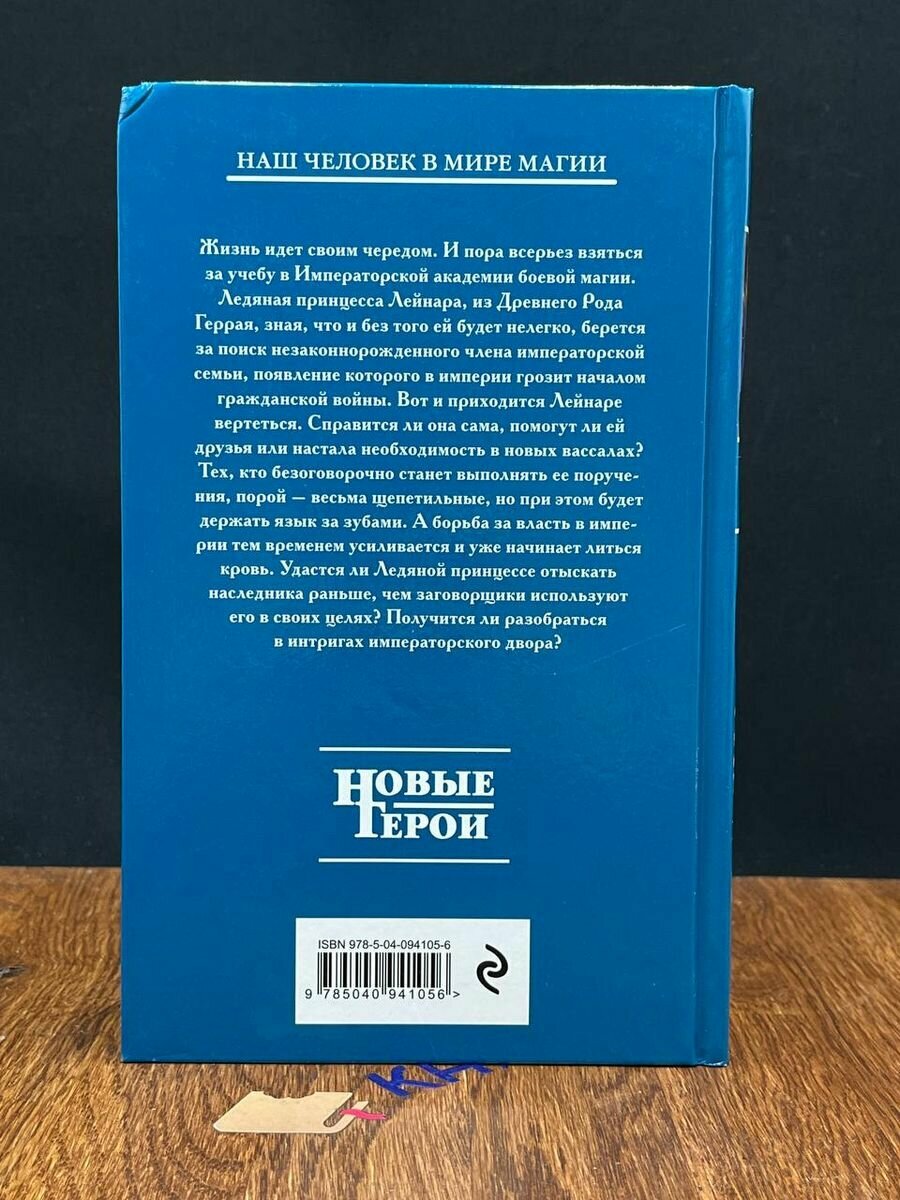 НАШ ЧЕЛОВЕК В МИРЕ МАГИИ
Жизнь идет своим чередом. И пора всерьез взяться
за учебу в Императорской академии боевой магии.
Ледяная принцесса Лейнара, из Древнего Рода
Геррая, зная, что и без того ей будет нелегко, берется
за поиск незаконнорожденного члена императорской
семьи, появление которого в империи грозит началом
гражданской войны. Вот и приходится Лейнаре
вертеться. Справится ли она сама, помогут ли ей
друзья или настала необходимость в новых вассалах?
Тех, кто безоговорочно станет выполнять ее поруче-
ния, порой — весьма щепетильные, но при этом будет
держать язык за зубами. А борьба за власть в импе-
рии тем временем усиливается и уже начинает литься
кровь. Удастся ли Ледяной принцессе отыскать
наследника раньше, чем заговорщики используют
его в своих целях? Получится ли разобраться
в интригах императорского двора?
НОВЫЕ
ГЕРОИ
ISBN 978-5-04-094105-6
9 785040 941056 >